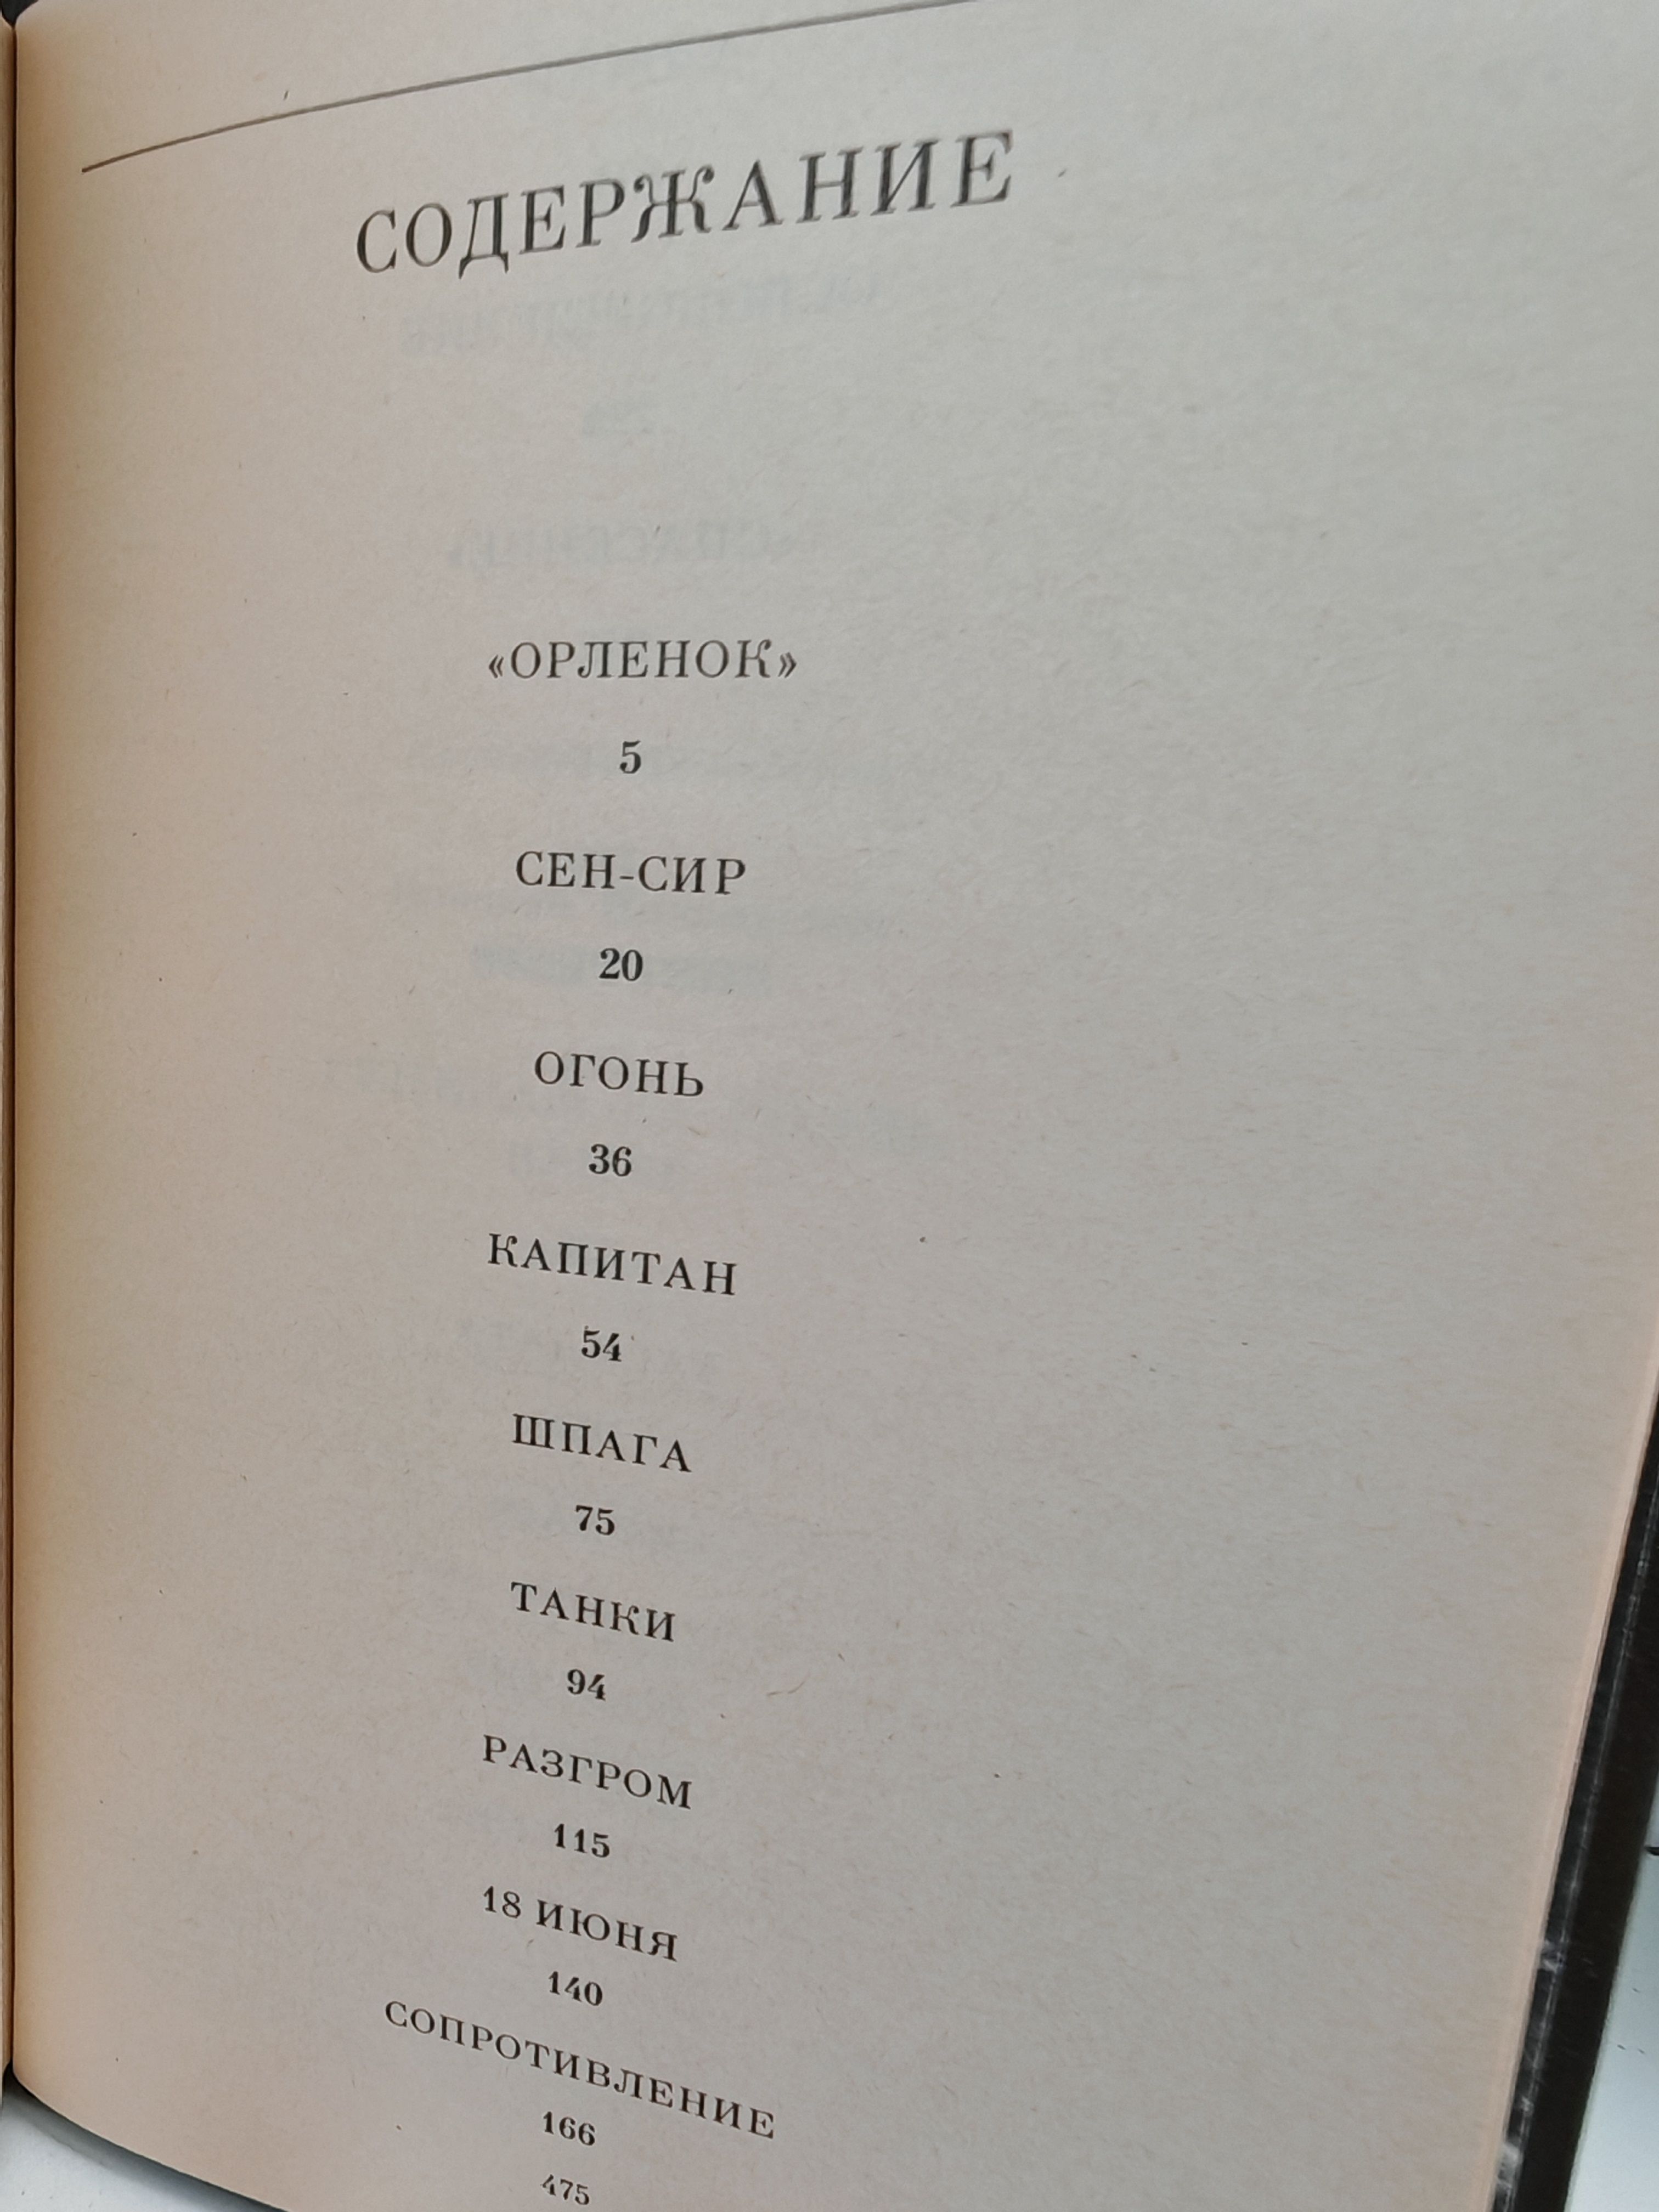 СОДЕРЖАНИЕ
«ОРЛЕНОК»
5
СЕН-СИР
20
ОГОНЬ
36
КАПИТАН
54
ШПАГА
75
ТАНКИ
94
РАЗГРОМ
115
18 ИЮНЯ
140
СОПРОТИВЛЕНИЕ
166
475